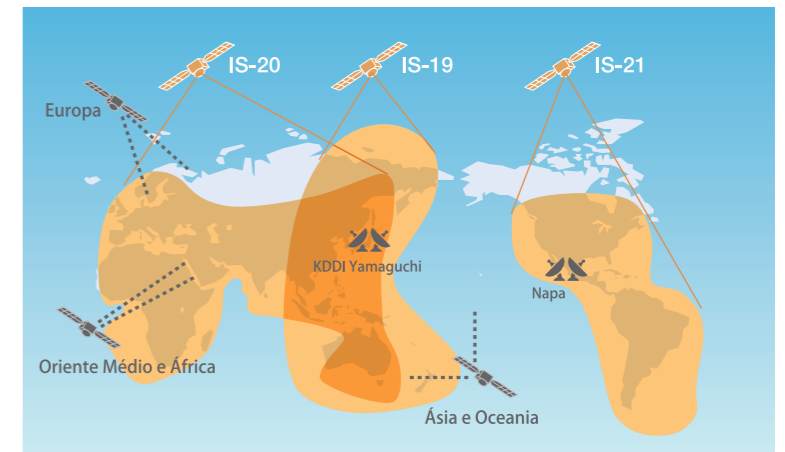 IS-20
IS-19
IS-21
Europa
KDDI Yamaguchi
Napa
Oriente Médio e África
Ásia e Oceania